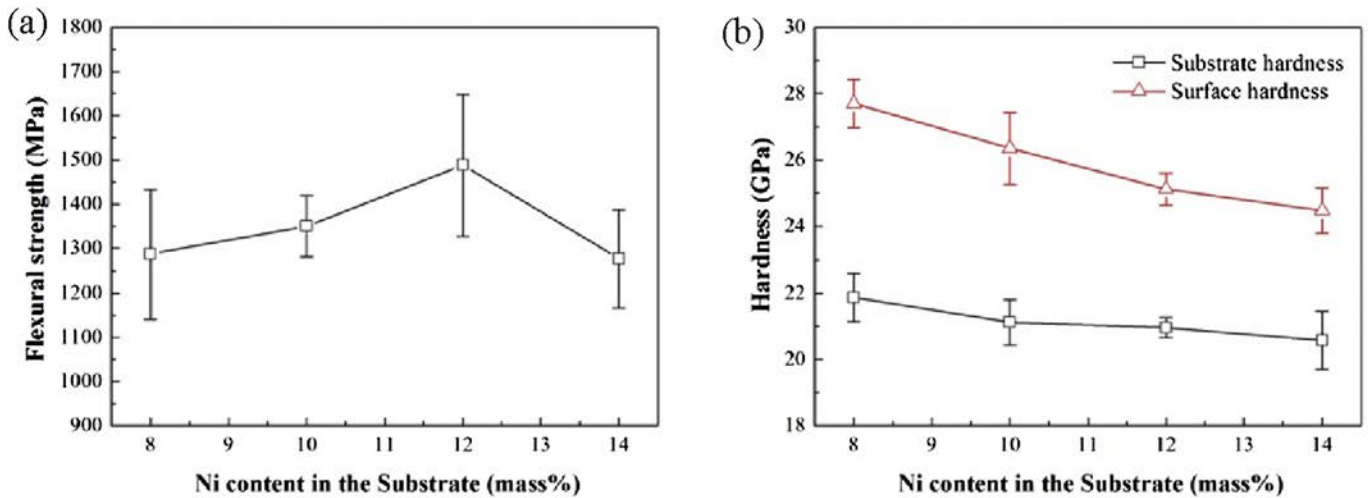 (a)
1800
1700
1600
1500
1400
1300
1200
1100
1000
900
Flexural strength (MPa)
8 9 10 11 12 13 14
Ni content in the Substrate (mass%)
(b)
30
28
26
24
22
20
18
Hardness (GPa)
Substrate hardness
Surface hardness
8 9 10 11 12 13 14
Ni content in the Substrate (mass%)